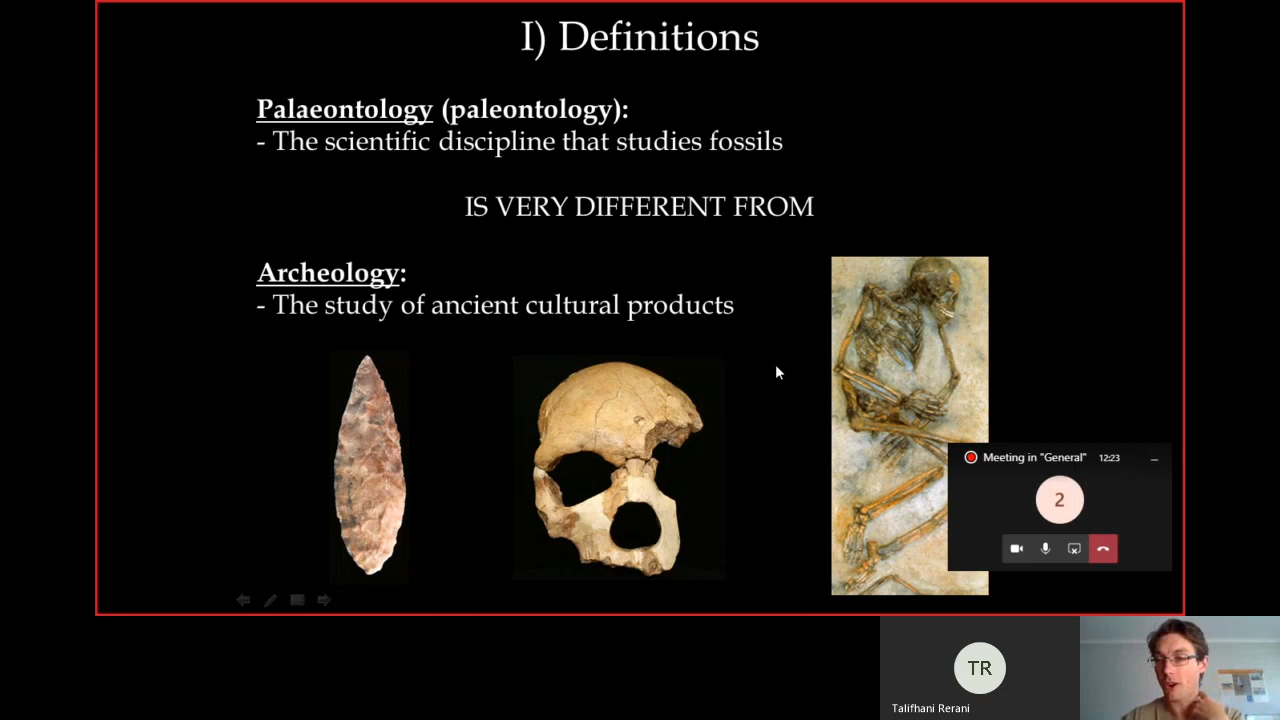 I) Definitions
Palaeontology (paleontology):
- The scientific discipline that studies fossils
IS VERY DIFFERENT FROM
Archeology:
- The study of ancient cultural products
Meeting in "General" 12:23
2
TR
Talifhani Rerani